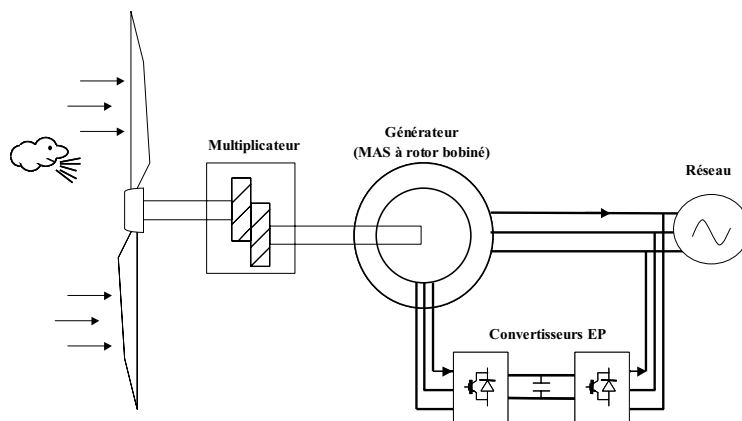 Multiplicateur
Générateur
(MAS à rotor bobiné)
Réseau
Convertisseurs EP